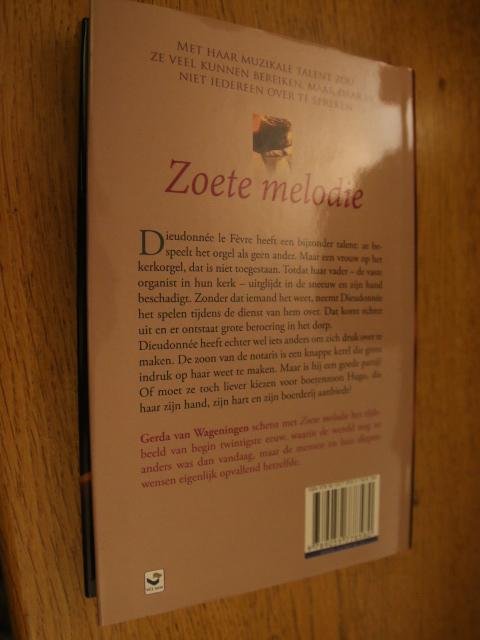 MET HAAR MUZIKALE TALENT ZOU
ZE VEEL KUNNEN BEREIKEN, MAAR DAAR IS
NIET IEDEREEN OVER TE SPREKEN
Zoete melodie
Dieudonnée le Fèvre heeft een bijzonder talent: ze be-
speelt het orgel als geen ander. Maar een vrouw op het
kerkorgel, dat is niet toegestaan. Totdat haar vader – de vaste
organist in hun kerk – uitglijdt in de sneeuw en zijn hand
beschadigt. Zonder dat iemand het weet, neemt Dieudonnée
het spelen tijdens de dienst van hem over. Dat komt echter
uit en er ontstaat grote beroering in het dorp.
Dieudonnée heeft echter wel iets anders om zich druk over te
maken. De zoon van de notaris is een knappe kerel die grote
indruk op haar weet te maken. Maar is hij een goede partij?
Of moet ze toch liever kiezen voor boerenzoon Hugo, die
haar zijn hand, zijn hart en zijn boerderij aanbiedt?
Gerda van Wageningen schetst met Zoete melodie het tijds-
beeld van begin twintigste eeuw, waarin de wereld nog zo
anders was dan vandaag, maar de mensen en hun diepste
wensen eigenlijk opvallend hetzelfde.